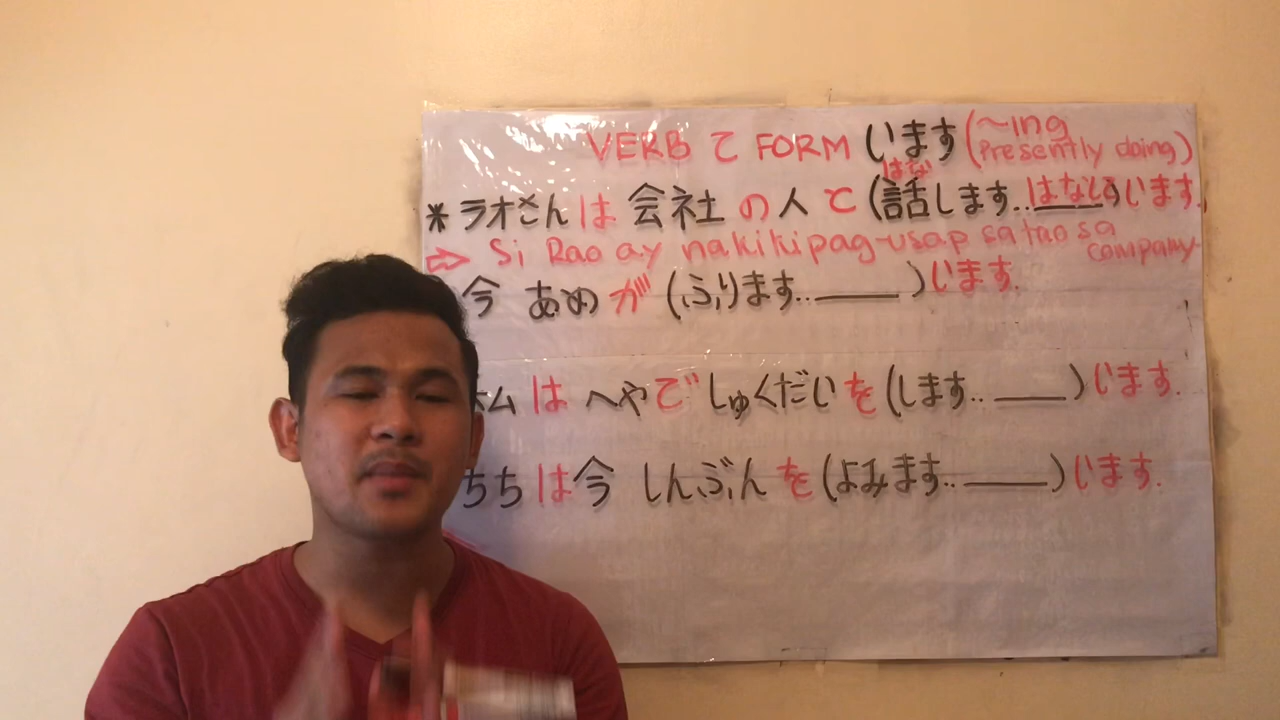 VERB て FORM います (～ing
Presently doing)
はな
* ラオさんは 会社 の人 と (話します..はなして)います.
⇨ Si Rao ay nakikipag-usap sa tao sa
company.
今 あめ が (ふります..______)います.
ム は へやで しゅくだい を (します..______)います.
ちち は今 しんぶん を (よみます..______)います.